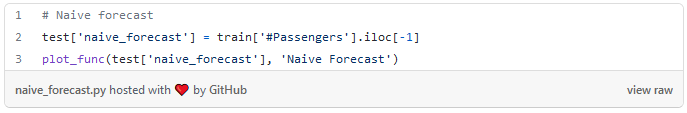 1 # Naive forecast
2 test['naive_forecast'] = train['#Passengers'].iloc[-1]
3 plot_func(test['naive_forecast'], 'Naive Forecast')
naive_forecast.py hosted with ❤ by GitHub view raw